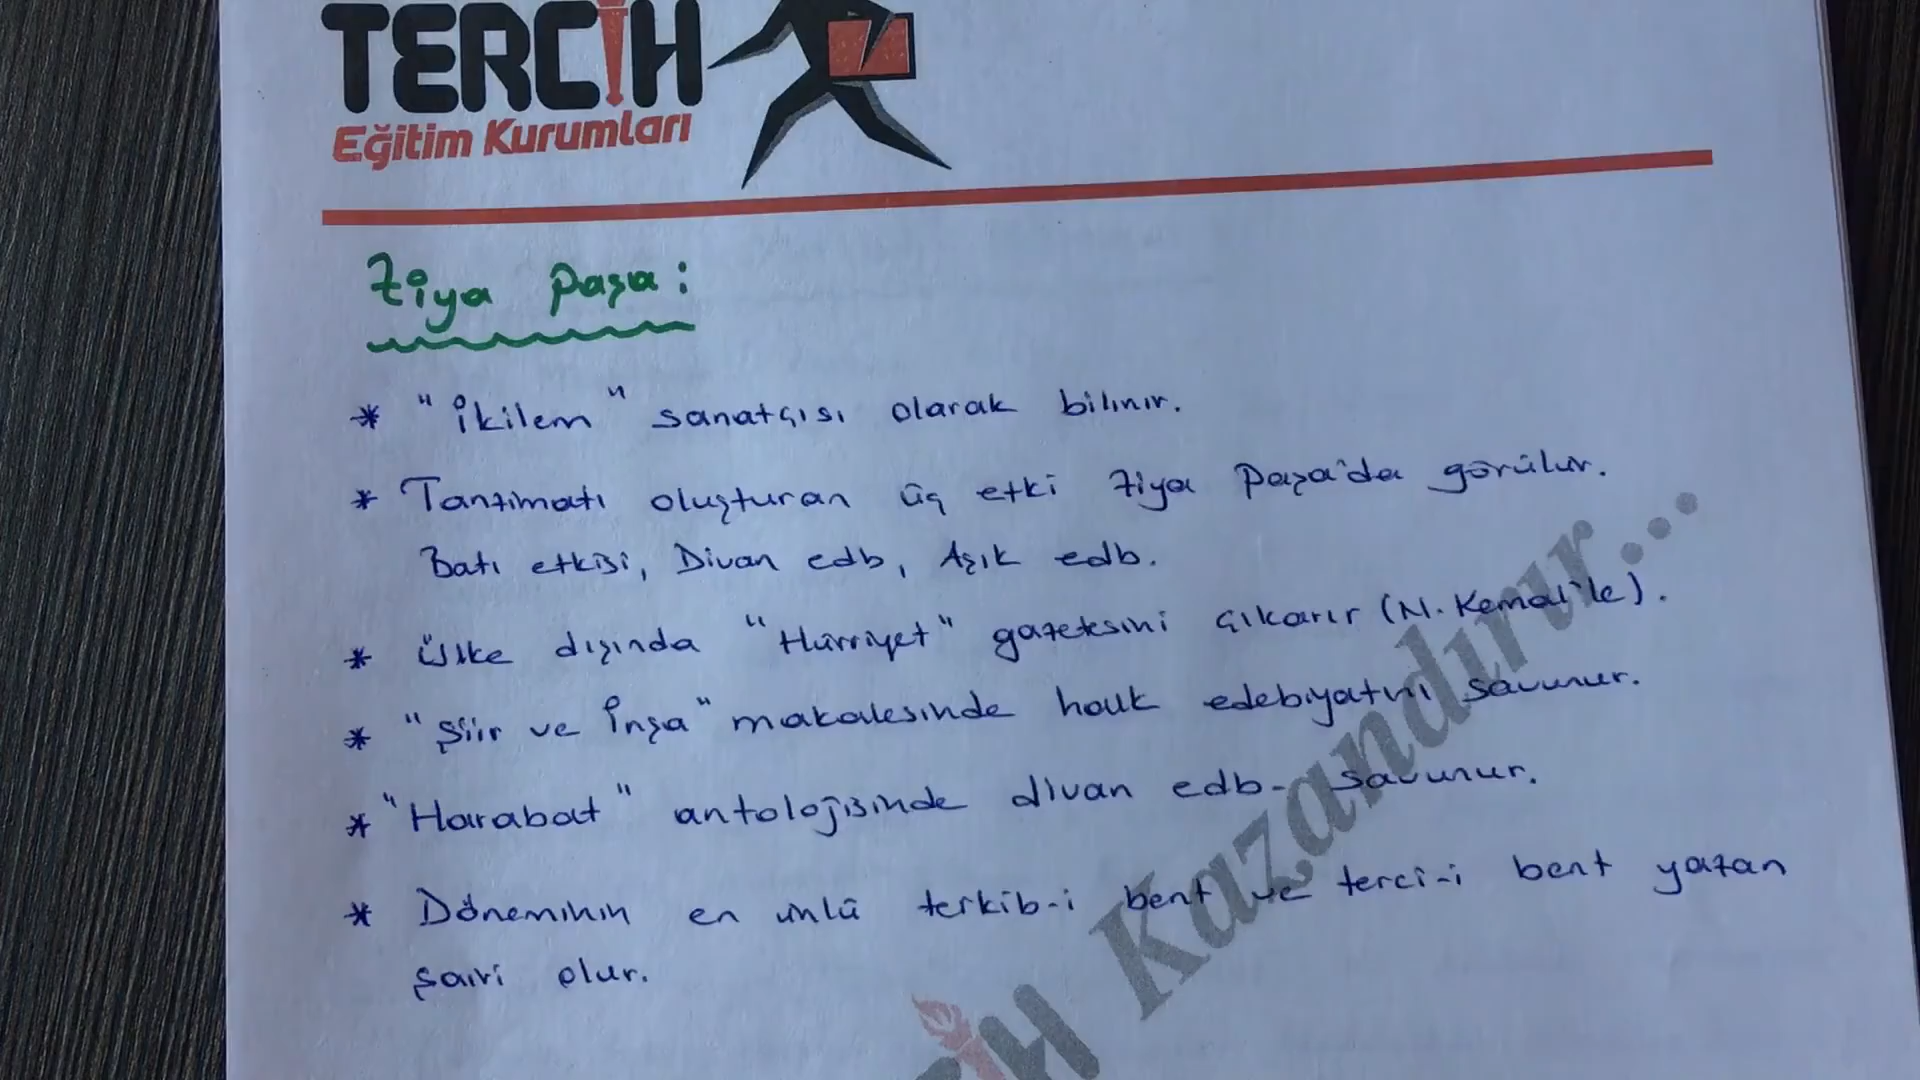 TERCİH
Eğitim Kurumları
Ziya Paşa:
* "İkilem" sanatçısı olarak bilinir.
* Tanzimatı oluşturan üç etki Ziya Paşa'da görülür.
Batı etkisi, Divan edb, Aşık edb.
* Ülke dışında "Hürriyet" gazetesini çıkarır (N. Kemal'le).
* "Şiir ve İnşa" makalesinde halk edebiyatını savunur.
* "Harabat" antolojisinde divan edb- savunur.
* Döneminin en ünlü terkib-i bent ve terci-i bent yazan
şairi olur.
TERCİH Kazandırır...